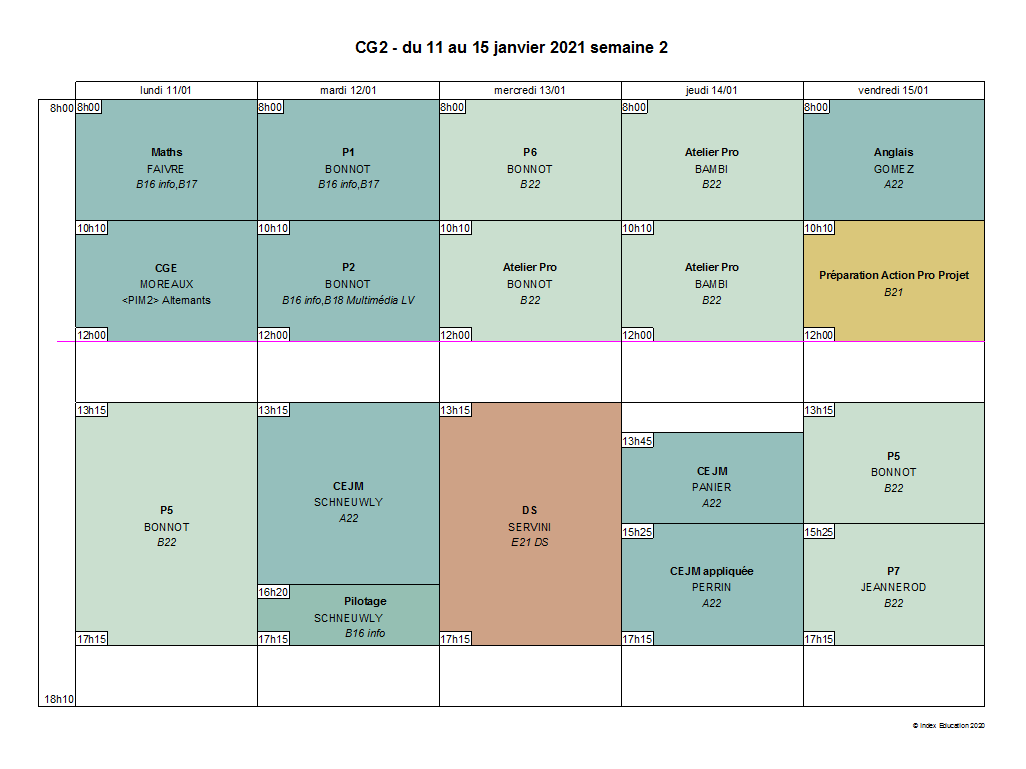 CG2 - du 11 au 15 janvier 2021 semaine 2
lundi 11/01
mardi 12/01
mercredi 13/01
jeudi 14/01
vendredi 15/01
8h00
8h00
8h00
8h00
8h00
8h00
Maths
FAIVRE
B16 info,B17
P1
BONNOT
B16 info,B17
P6
BONNOT
B22
Atelier Pro
BAMBI
B22
Anglais
GOMEZ
A22
10h10
10h10
10h10
10h10
10h10
CGE
MOREAUX
<PIM2> Alternants
P2
BONNOT
B16 info,B18 Multimédia LV
Atelier Pro
BONNOT
B22
Atelier Pro
BAMBI
B22
Préparation Action Pro Projet
B21
12h00
12h00
12h00
12h00
12h00
13h15
13h15
13h15
13h15
13h45
P5
BONNOT
B22
CEJM
SCHNEUWLY
A22
DS
SERVINI
E21 DS
CEJM
PANIER
A22
P5
BONNOT
B22
15h25
15h25
16h20
Pilotage
SCHNEUWLY
B16 info
CEJM appliquée
PERRIN
A22
P7
JEANNEROD
B22
17h15
17h15
17h15
17h15
17h15
18h10
© Index Education 2020